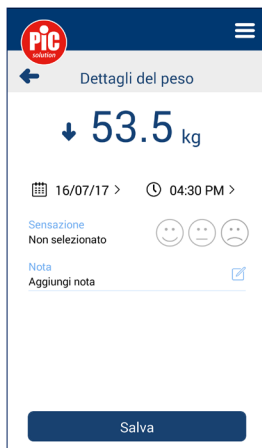 PiC
solution
Dettagli del peso
53.5 kg
16/07/17 > 04:30 PM >
Sensazione
Non selezionato
Nota
Aggiungi nota
Salva